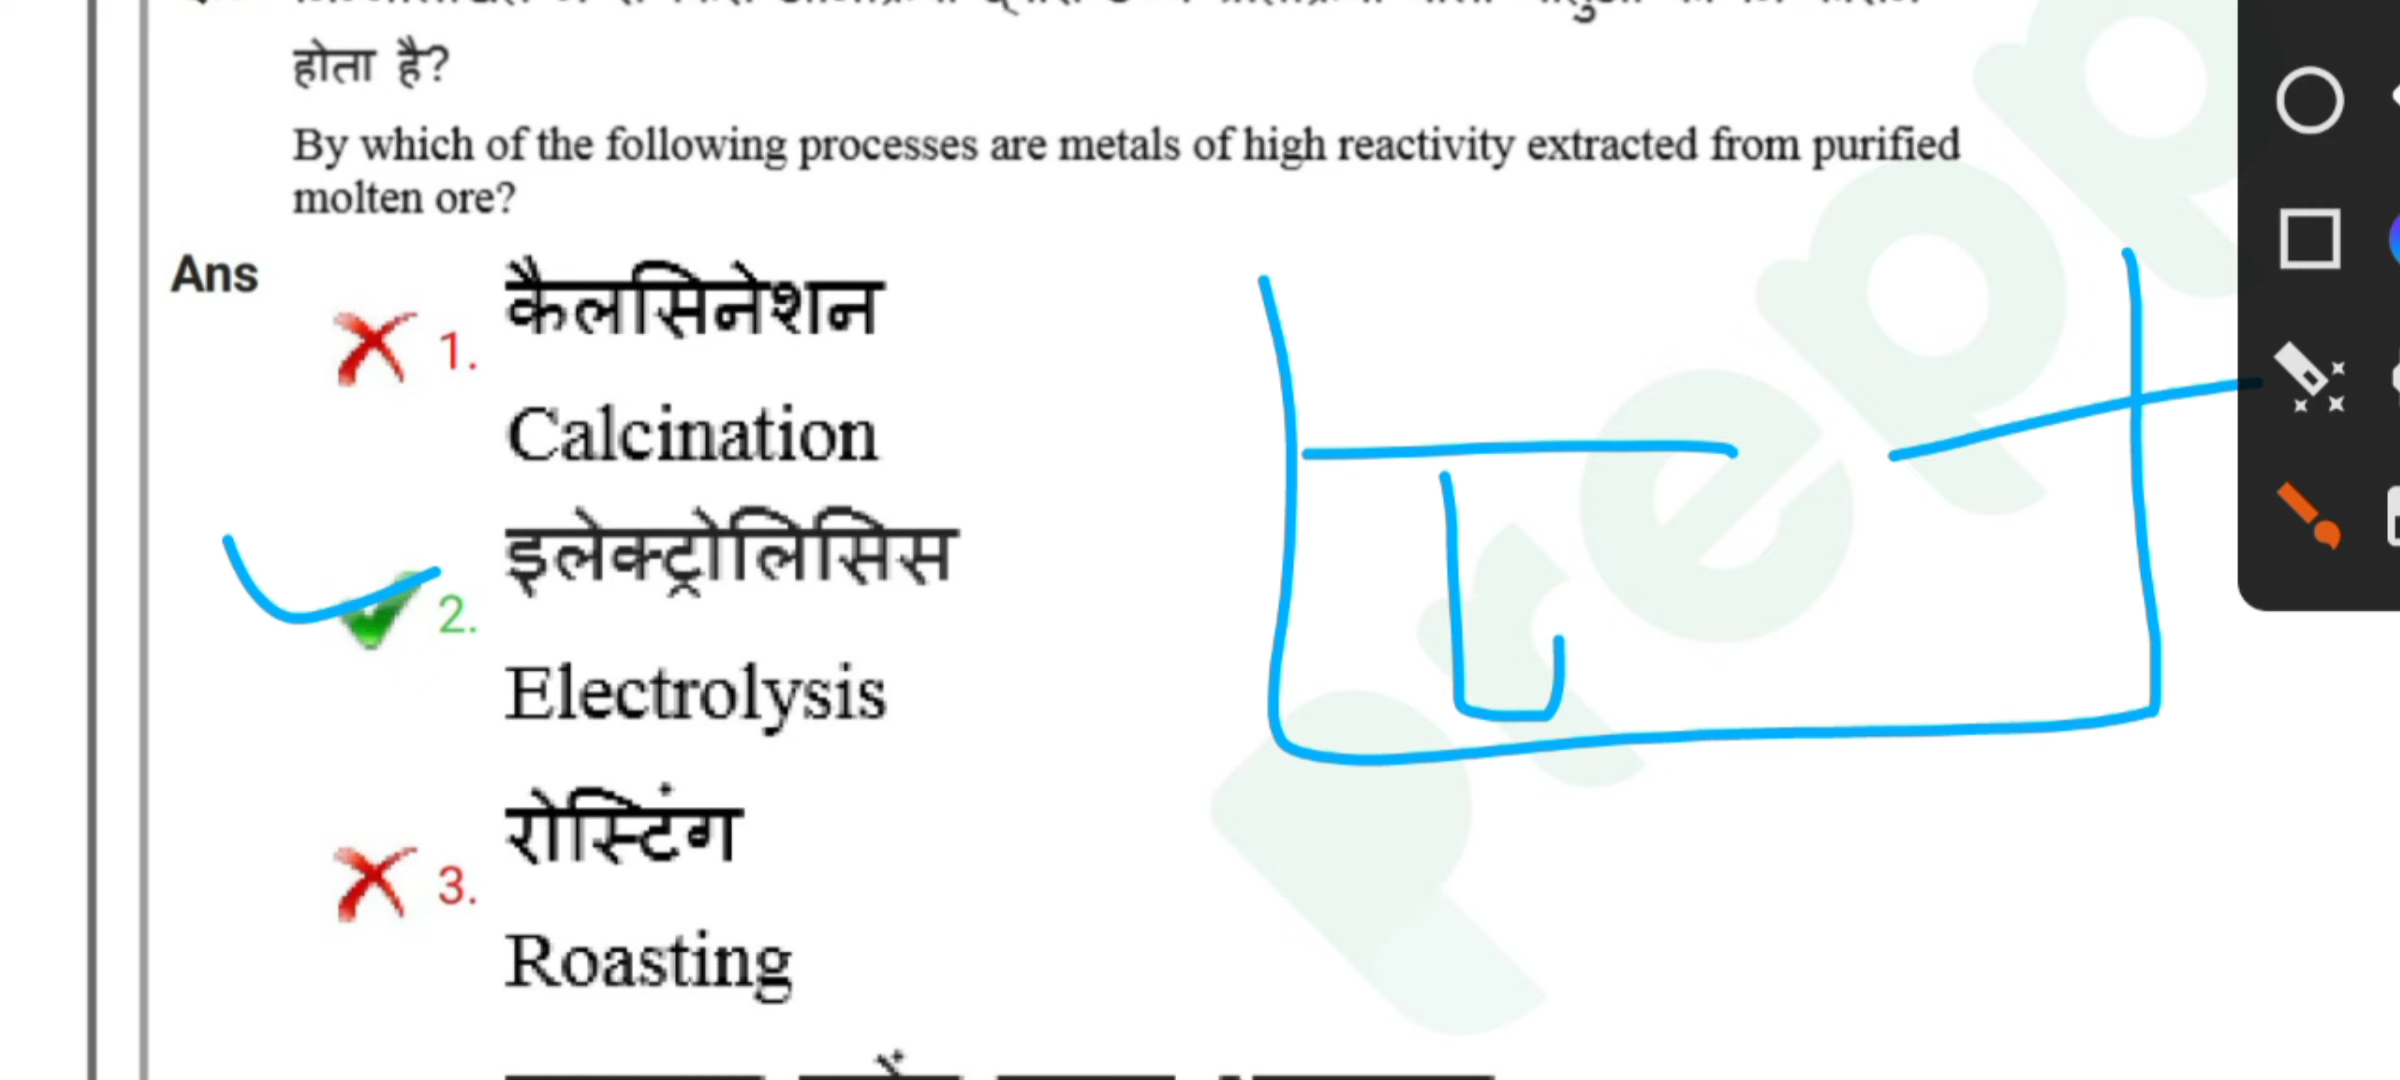 होता है?
By which of the following processes are metals of high reactivity extracted from purified
molten ore?
Ans
1. कैलसिनेशन
Calcination
2. इलेक्ट्रोलिसिस
Electrolysis
3. रोस्टिंग
Roasting
prepp